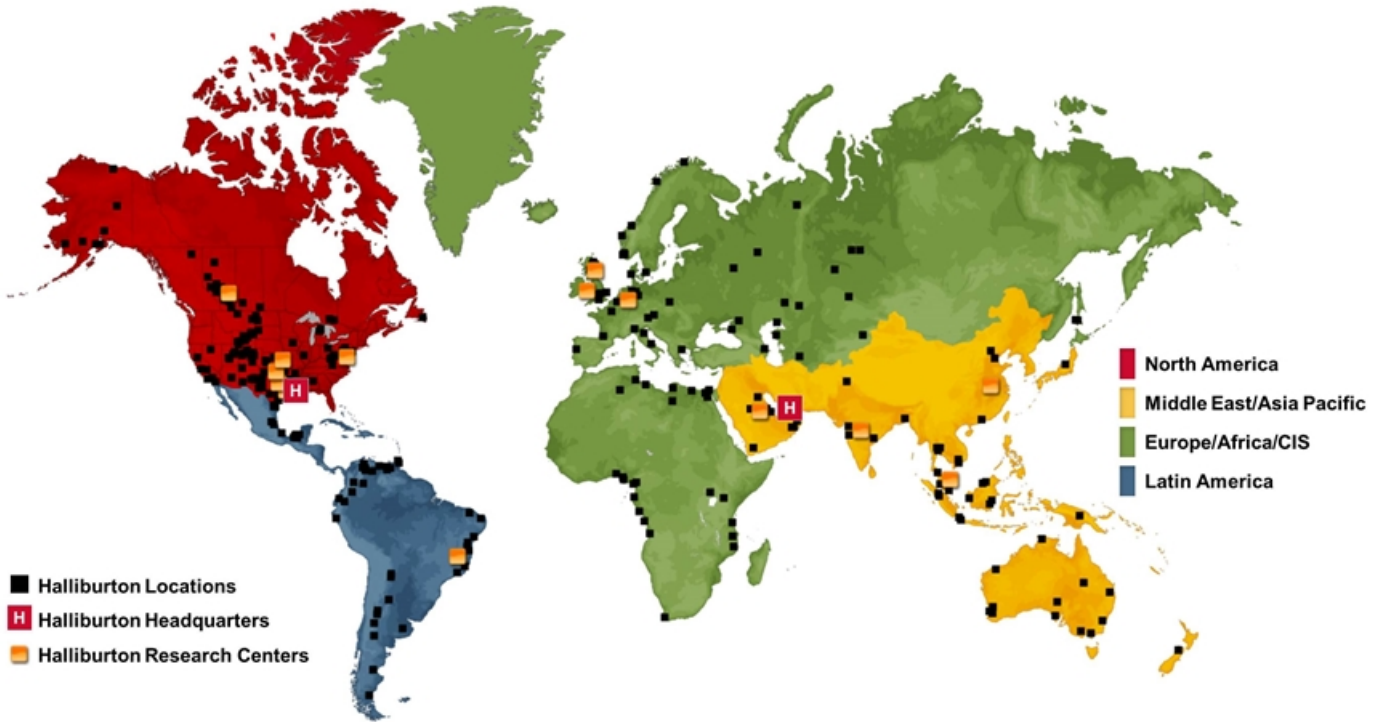 H
H
North America
Middle East/Asia Pacific
Europe/Africa/CIS
Latin America
Halliburton Locations
H Halliburton Headquarters
Halliburton Research Centers